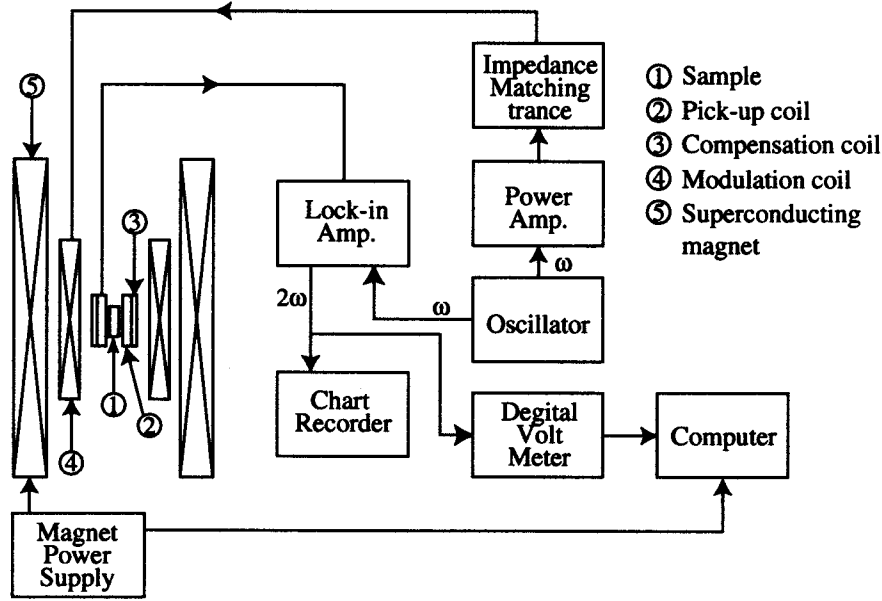 Impedance
Matching
trance
① Sample
② Pick-up coil
③ Compensation coil
④ Modulation coil
⑤ Superconducting
magnet
⑤
Power
Amp.
Lock-in
Amp.
③
ω
2ω
ω
Oscillator
①
②
④
Chart
Recorder
Degital
Volt
Meter
Computer
Magnet
Power
Supply